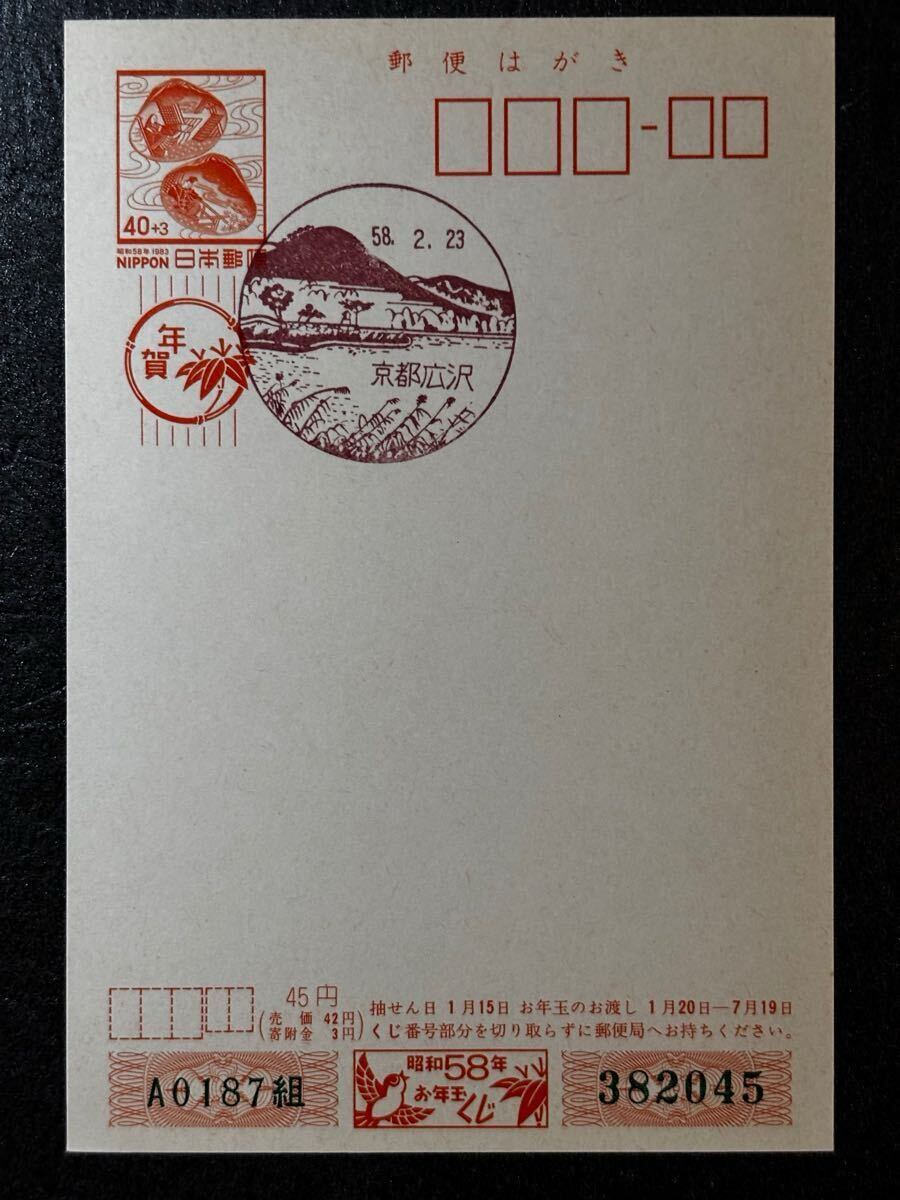 郵便はがき
40+3
昭和58年1983
NIPPON 日本郵便
年賀
58. 2. 23
京都広沢
45円
(売価 42円
寄附金 3円)
抽せん日 1月15日 お年玉のお渡し 1月20日―7月19日
くじ番号部分を切り取らずに郵便局へお持ちください。
A0187組
昭和58年
お年玉くじ
382045